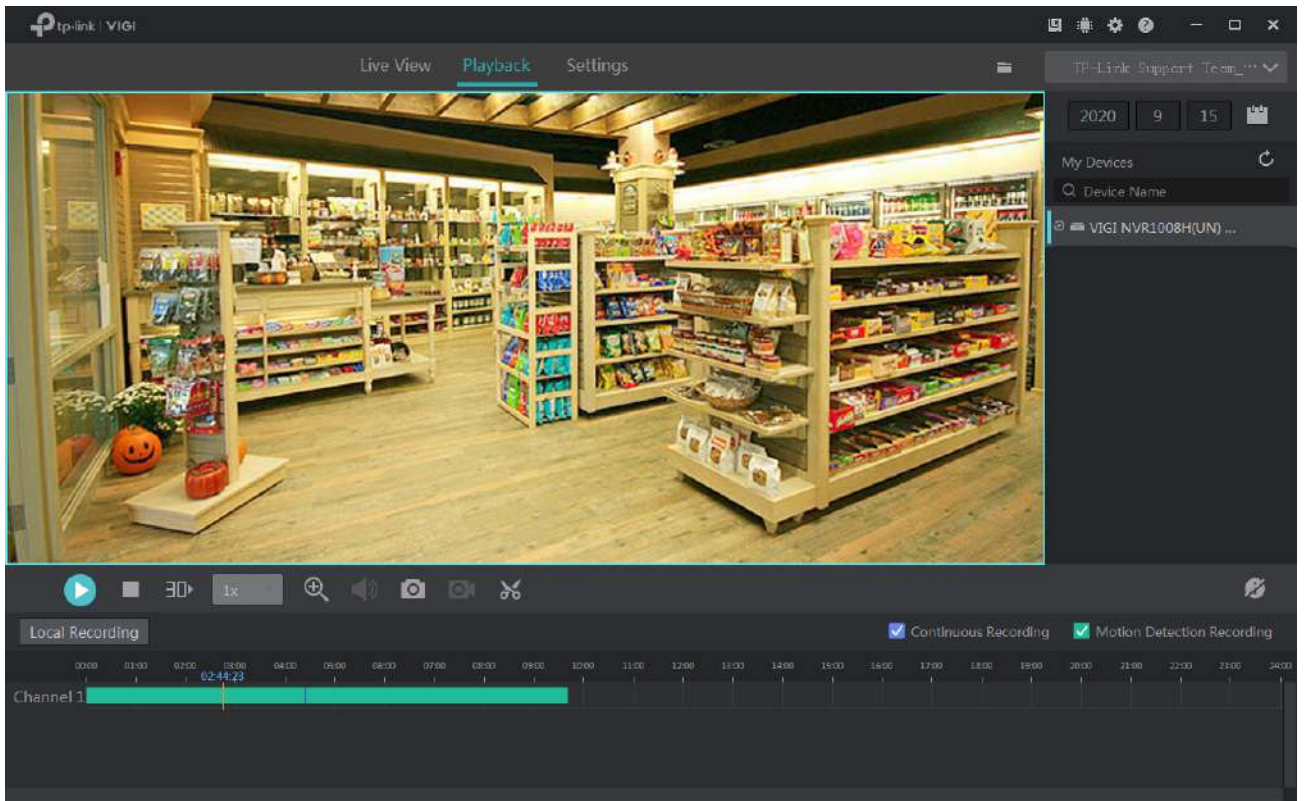 tp-link | VIGI
Live View Playback Settings
TP-Link Support Team_...
2020 9 15
My Devices
Device Name
VIGI NVR1008H(UN) ...
1x
Local Recording
Continuous Recording Motion Detection Recording
00:00 01:00 02:00 03:00 04:00 05:00 06:00 07:00 08:00 09:00 10:00 11:00 12:00 13:00 14:00 15:00 16:00 17:00 18:00 19:00 20:00 21:00 22:00 23:00 24:00
02:44:23
Channel 1